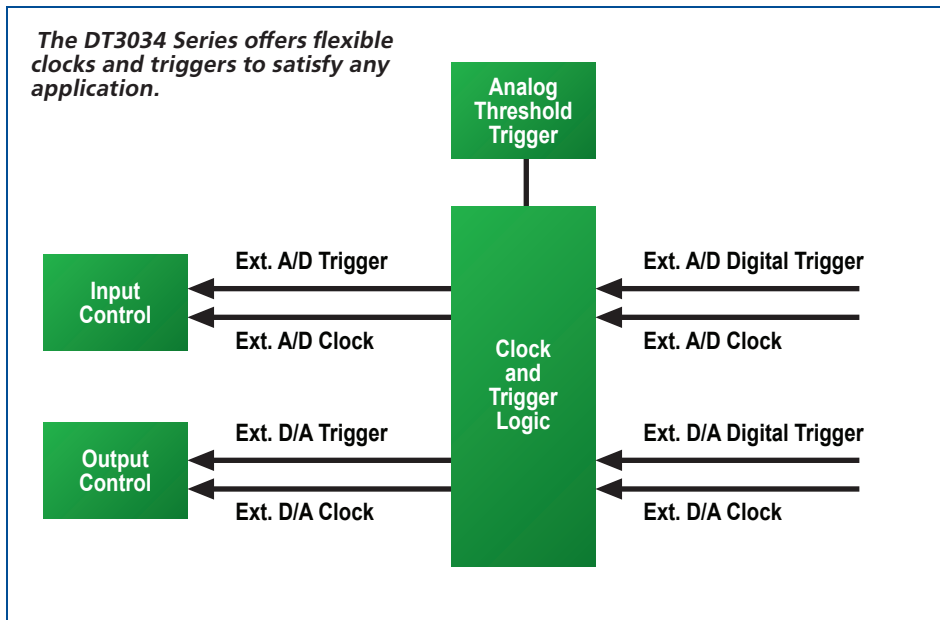 The DT3034 Series offers flexible
clocks and triggers to satisfy any
application.
Analog
Threshold
Trigger
Ext. A/D Trigger
Ext. A/D Digital Trigger
Input
Control
Ext. A/D Clock
Ext. A/D Clock
Clock
and
Trigger
Logic
Ext. D/A Trigger
Ext. D/A Digital Trigger
Output
Control
Ext. D/A Clock
Ext. D/A Clock